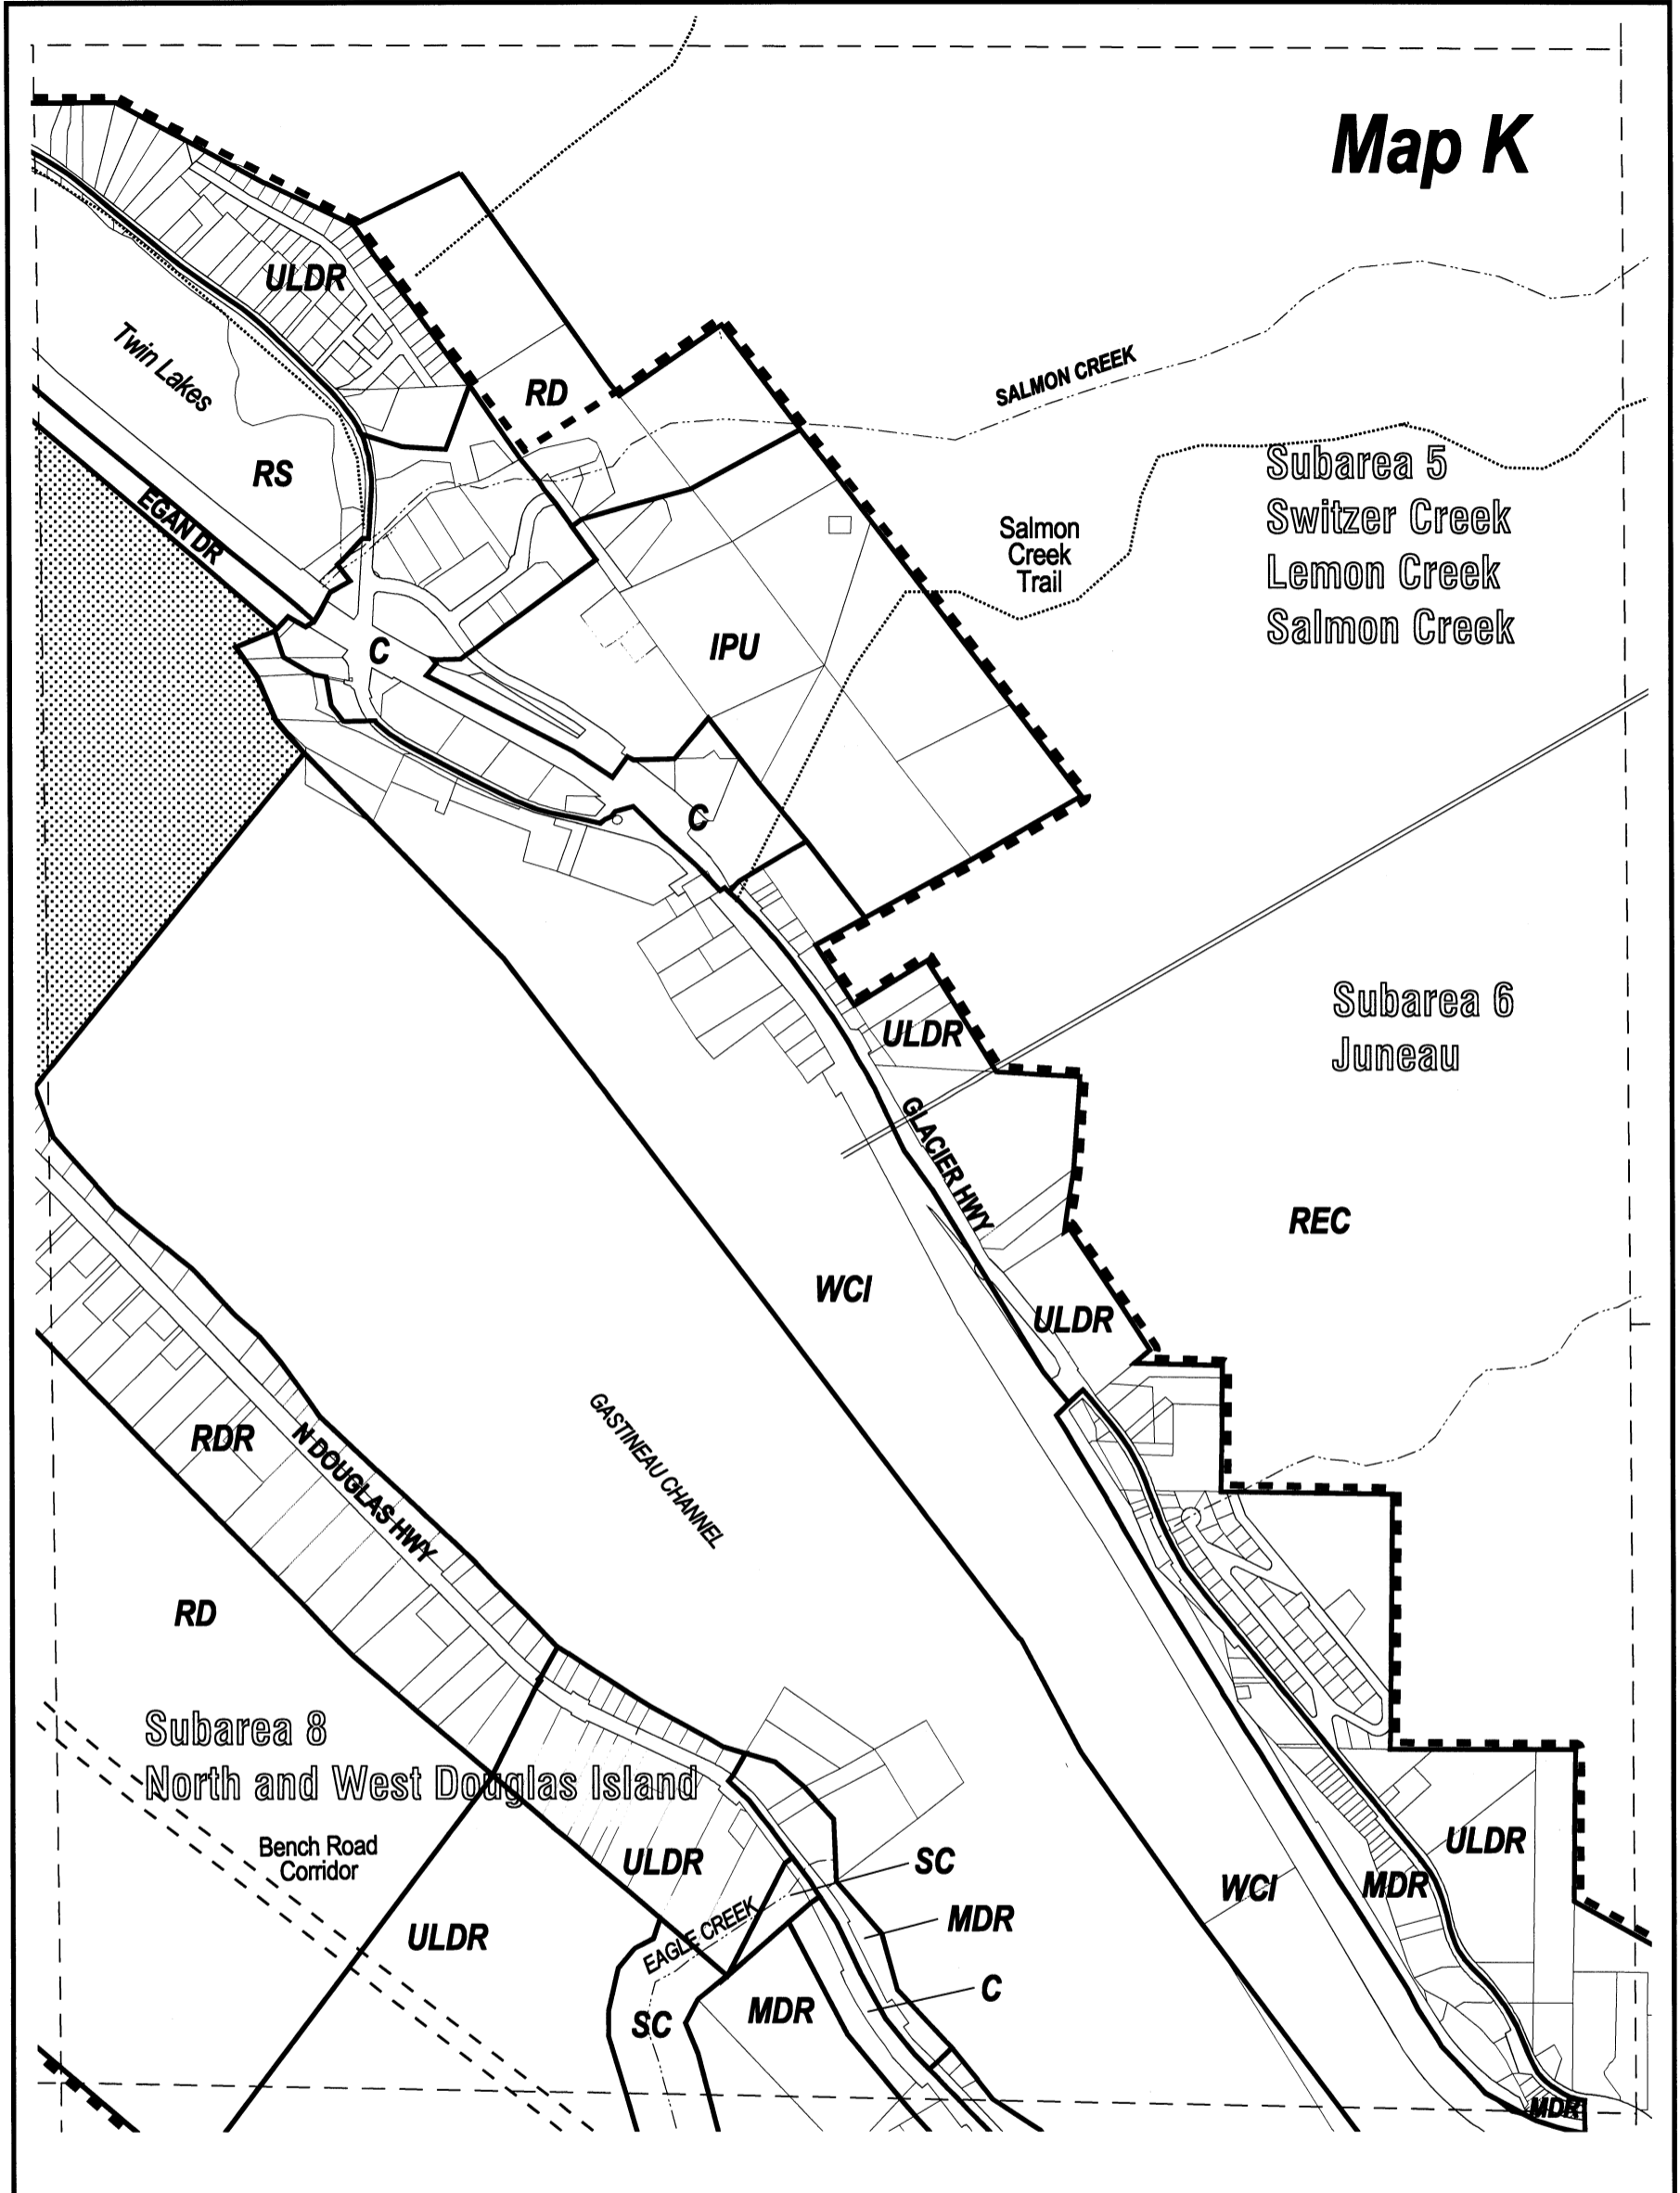 Map K
ULDR
Twin Lakes
RD
SALMON CREEK
RS
EGAN DR
Subarea 5
Switzer Creek
Lemon Creek
Salmon Creek
Salmon
Creek
Trail
C
IPU
C
Subarea 6
Juneau
ULDR
GLACIER HWY
REC
WCI
ULDR
GASTINEAU CHANNEL
RDR
N DOUGLAS HWY
RD
Subarea 8
North and West Douglas Island
Bench Road
Corridor
ULDR
ULDR
SC
WCI
MDR
ULDR
MDR
EAGLE CREEK
ULDR
C
MDR
SC
MDR